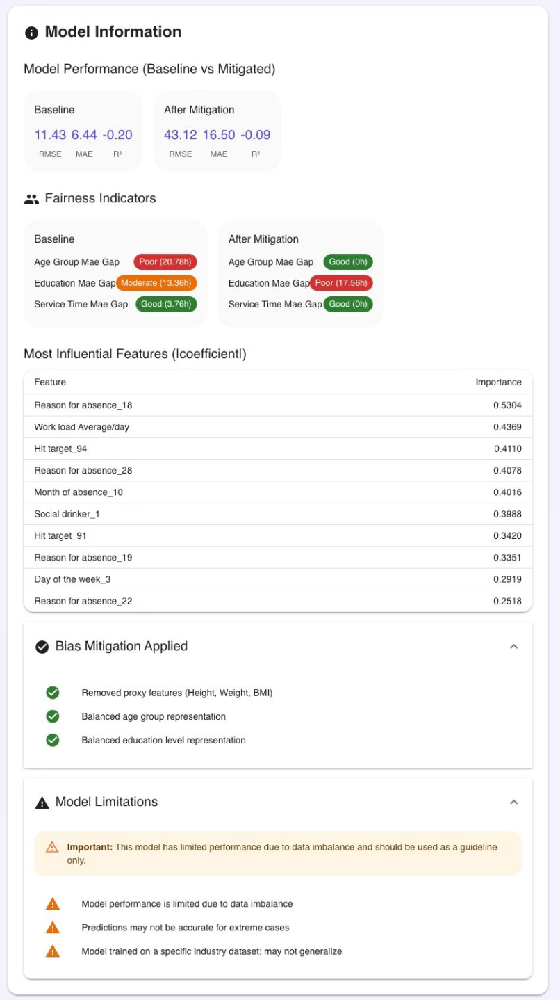 Model Information
Model Performance (Baseline vs Mitigated)
Baseline
11.43 6.44 -0.20
RMSE MAE R²
After Mitigation
43.12 16.50 -0.09
RMSE MAE R²
Fairness Indicators
Baseline
Age Group Mae Gap Poor (20.78h)
Education Mae Gap Moderate (13.36h)
Service Time Mae Gap Good (3.76h)
After Mitigation
Age Group Mae Gap Good (0h)
Education Mae Gap Poor (17.56h)
Service Time Mae Gap Good (0h)
Most Influential Features (|coefficient|)
Feature Importance
Reason for absence_18 0.5304
Work load Average/day 0.4369
Hit target_94 0.4110
Reason for absence_28 0.4078
Month of absence_10 0.4016
Social drinker_1 0.3988
Hit target_91 0.3420
Reason for absence_19 0.3351
Day of the week_3 0.2919
Reason for absence_22 0.2518
Bias Mitigation Applied
Removed proxy features (Height, Weight, BMI)
Balanced age group representation
Balanced education level representation
Model Limitations
Important: This model has limited performance due to data imbalance and should be used as a guideline
only.
Model performance is limited due to data imbalance
Predictions may not be accurate for extreme cases
Model trained on a specific industry dataset; may not generalize